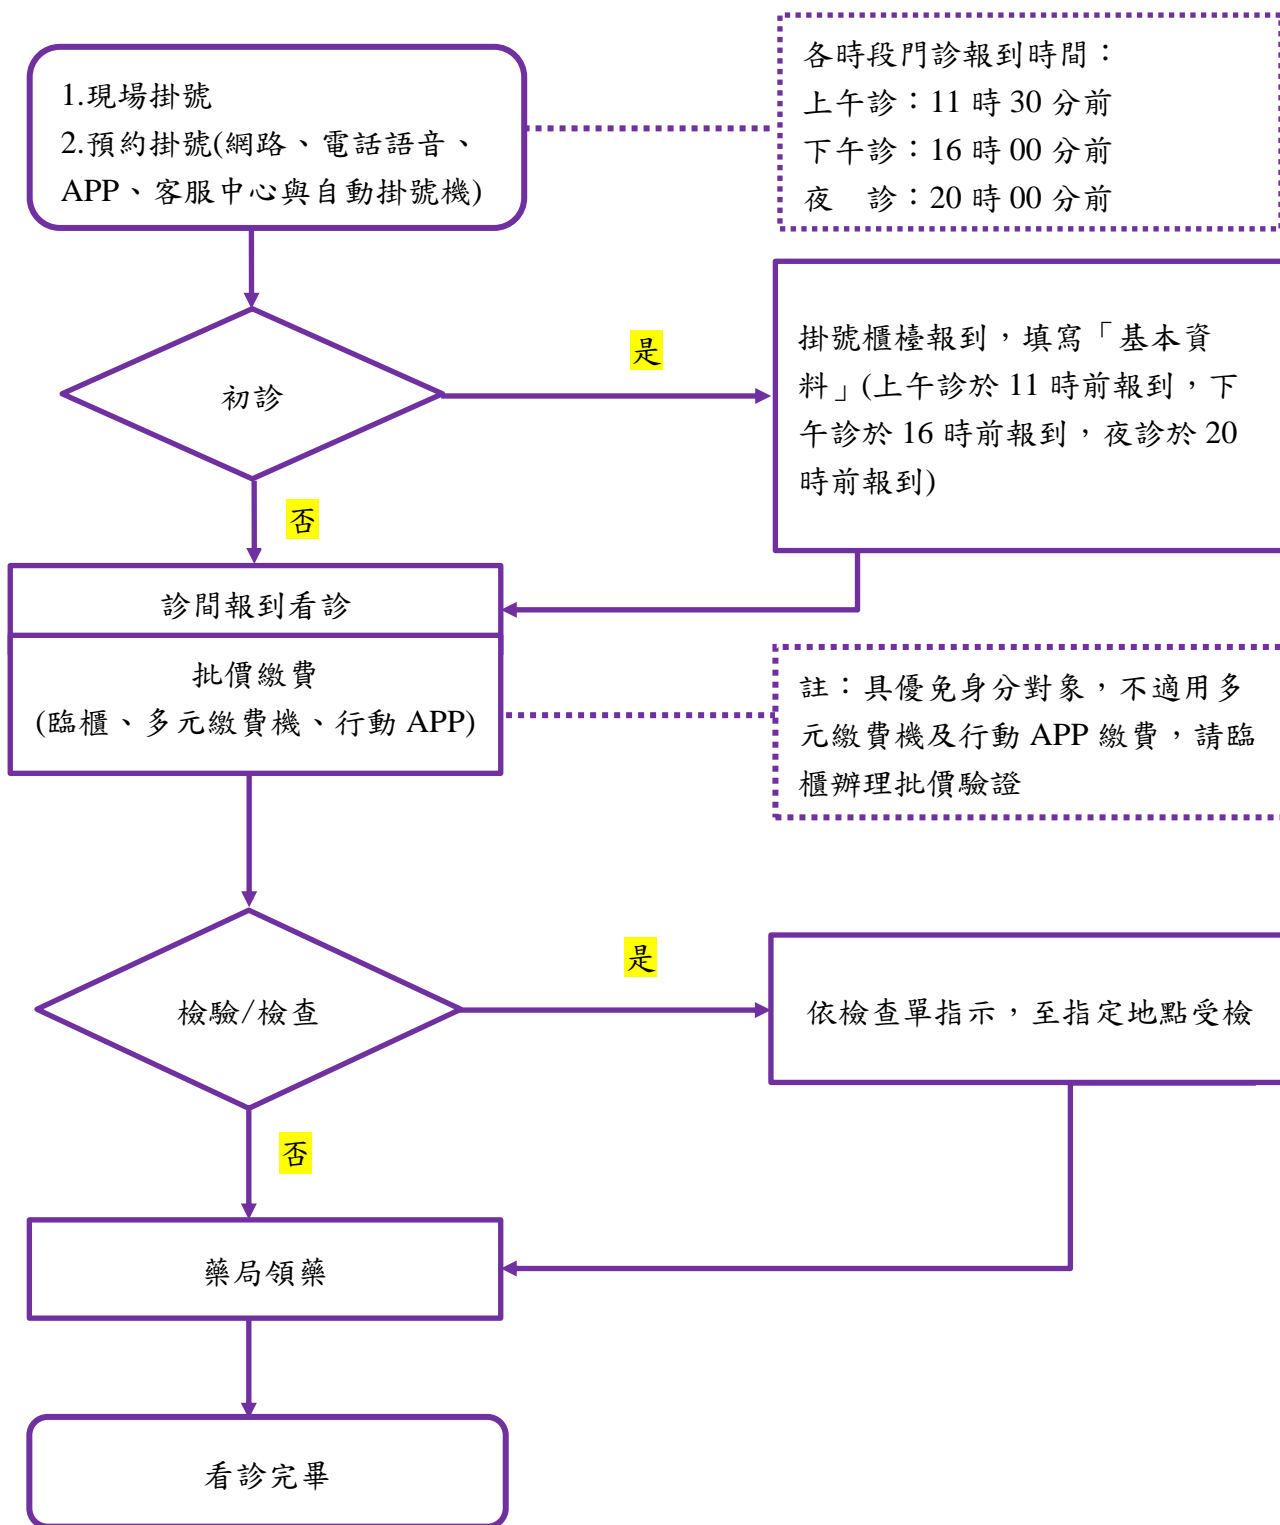 1.現場掛號
2.預約掛號(網路、電話語音、
APP、客服中心與自動掛號機)
各時段門診報到時間：
上午診：11 時 30 分前
下午診：16 時 00 分前
夜　診：20 時 00 分前
初診
是
掛號櫃檯報到，填寫「基本資
料」(上午診於 11 時前報到，下
午診於 16 時前報到，夜診於 20
時前報到)
否
診間報到看診
批價繳費
(臨櫃、多元繳費機、行動 APP)
註：具優免身分對象，不適用多
元繳費機及行動 APP 繳費，請臨
櫃辦理批價驗證
檢驗/檢查
是
依檢查單指示，至指定地點受檢
否
藥局領藥
看診完畢